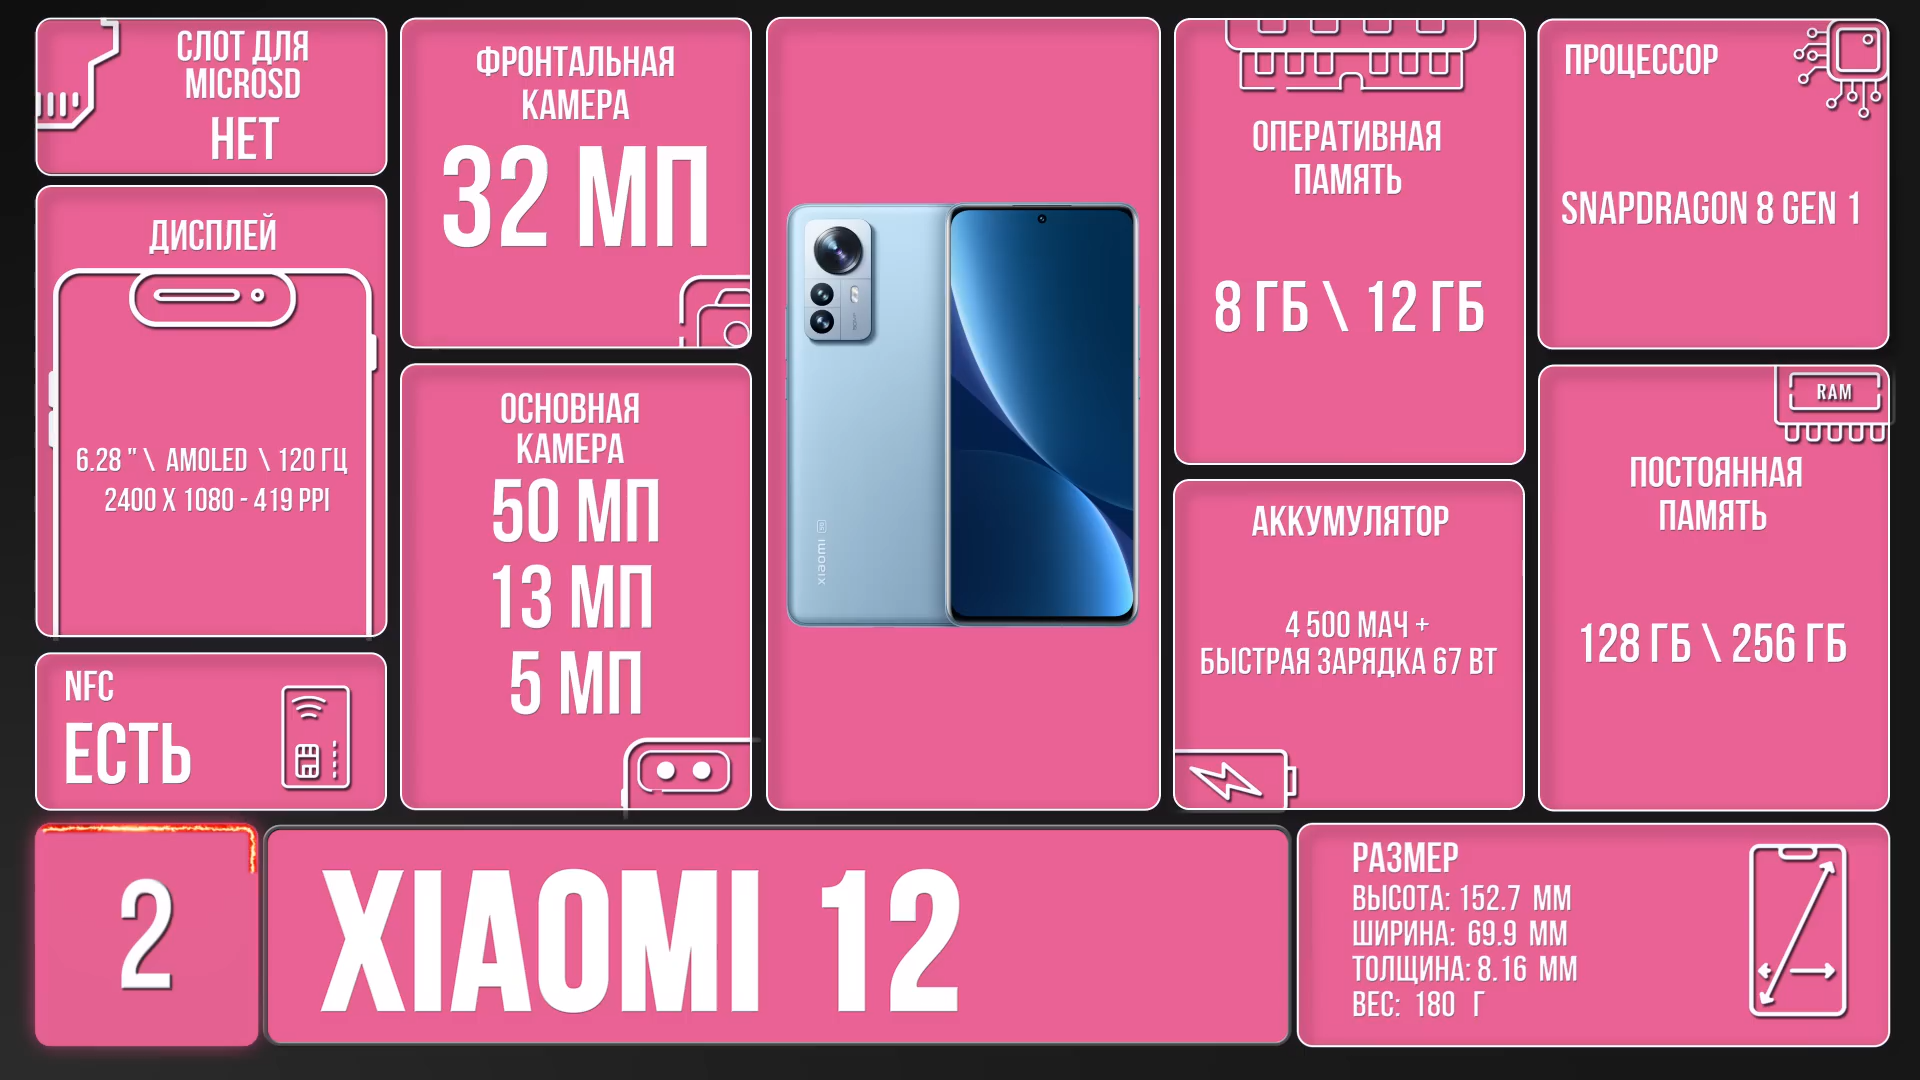 СЛОТ ДЛЯ
MICROSD
НЕТ
ДИСПЛЕЙ
6.28 " \ AMOLED \ 120 ГЦ
2400 X 1080 - 419 PPI
NFC
ЕСТЬ
ФРОНТАЛЬНАЯ
КАМЕРА
32 МП
ОСНОВНАЯ
КАМЕРА
50 МП
13 МП
5 МП
xiaomi 5G
ОПЕРАТИВНАЯ
ПАМЯТЬ
8 ГБ \ 12 ГБ
АККУМУЛЯТОР
4 500 МАЧ +
БЫСТРАЯ ЗАРЯДКА 67 ВТ
ПРОЦЕССОР
SNAPDRAGON 8 GEN 1
RAM
ПОСТОЯННАЯ
ПАМЯТЬ
128 ГБ \ 256 ГБ
2
XIAOMI 12
РАЗМЕР
ВЫСОТА: 152.7 ММ
ШИРИНА: 69.9 ММ
ТОЛЩИНА: 8.16 ММ
ВЕС: 180 Г